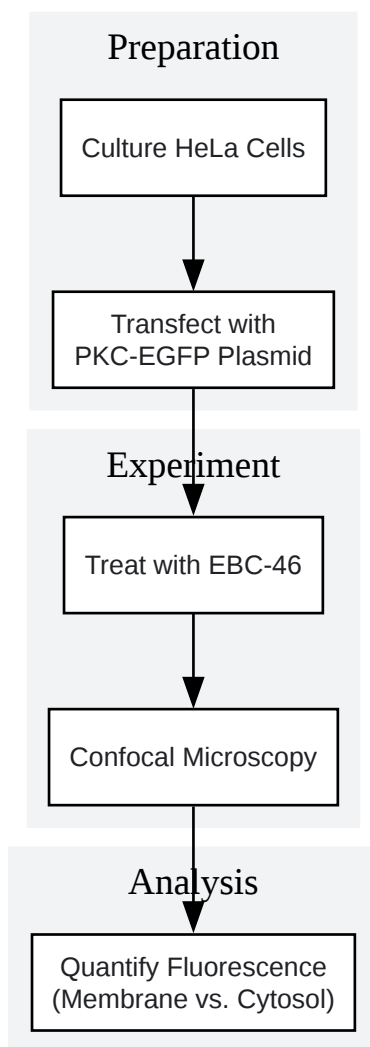 Preparation
Culture HeLa Cells
Transfect with
PKC-EGFP Plasmid
Experiment
Treat with EBC-46
Confocal Microscopy
Analysis
Quantify Fluorescence
(Membrane vs. Cytosol)